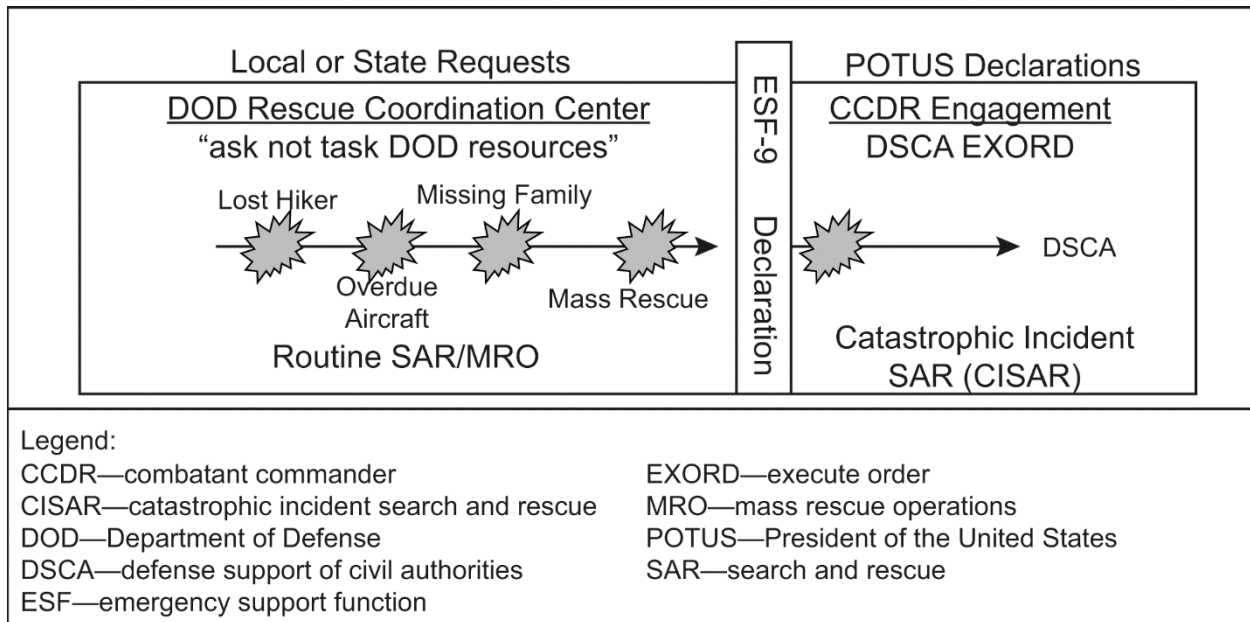 Local or State Requests
DOD Rescue Coordination Center
“ask not task DOD resources”
Lost Hiker
Missing Family
Overdue
Aircraft
Mass Rescue
Routine SAR/MRO
ESF-9 Declaration
POTUS Declarations
CCDR Engagement
DSCA EXORD
DSCA
Catastrophic Incident
SAR (CISAR)
Legend:
CCDR—combatant commander
CISAR—catastrophic incident search and rescue
DOD—Department of Defense
DSCA—defense support of civil authorities
ESF—emergency support function
EXORD—execute order
MRO—mass rescue operations
POTUS—President of the United States
SAR—search and rescue